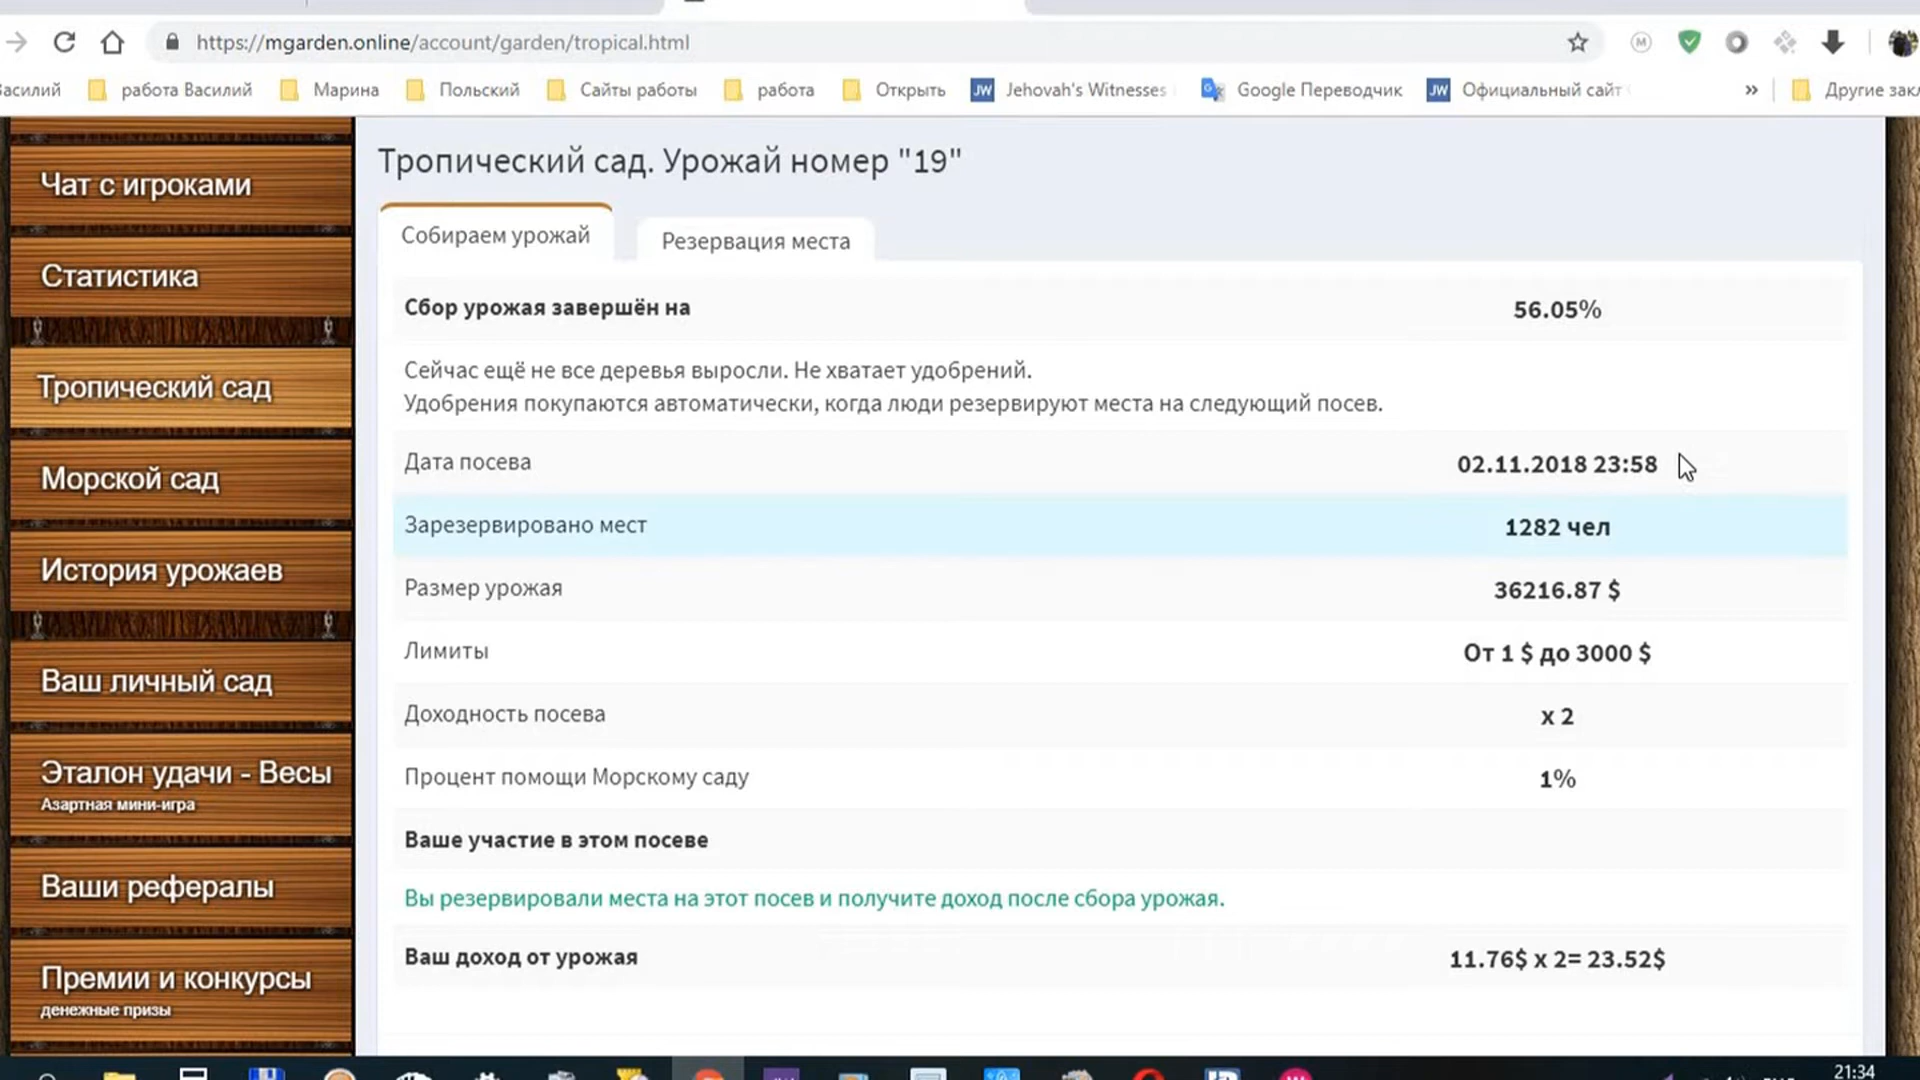 https://mgarden.online/account/garden/tropical.html
Василий
работа Василий
Марина
Польский
Сайты работы
работа
Открыть
JW Jehovah's Witnesses
Google Переводчик
JW Официальный сайт
»
Другие закл
Чат с игроками
Статистика
Тропический сад
Морской сад
История урожаев
Ваш личный сад
Эталон удачи - Весы
Азартная мини-игра
Ваши рефералы
Премии и конкурсы
денежные призы
Тропический сад. Урожай номер "19"
Собираем урожай
Резервация места
Сбор урожая завершён на 56.05%
Сейчас ещё не все деревья выросли. Не хватает удобрений.
Удобрения покупаются автоматически, когда люди резервируют места на следующий посев.
Дата посева 02.11.2018 23:58
Зарезервировано мест 1282 чел
Размер урожая 36216.87 $
Лимиты От 1 $ до 3000 $
Доходность посева x 2
Процент помощи Морскому саду 1%
Ваше участие в этом посеве
Вы резервировали места на этот посев и получите доход после сбора урожая.
Ваш доход от урожая 11.76$ x 2= 23.52$
21:34